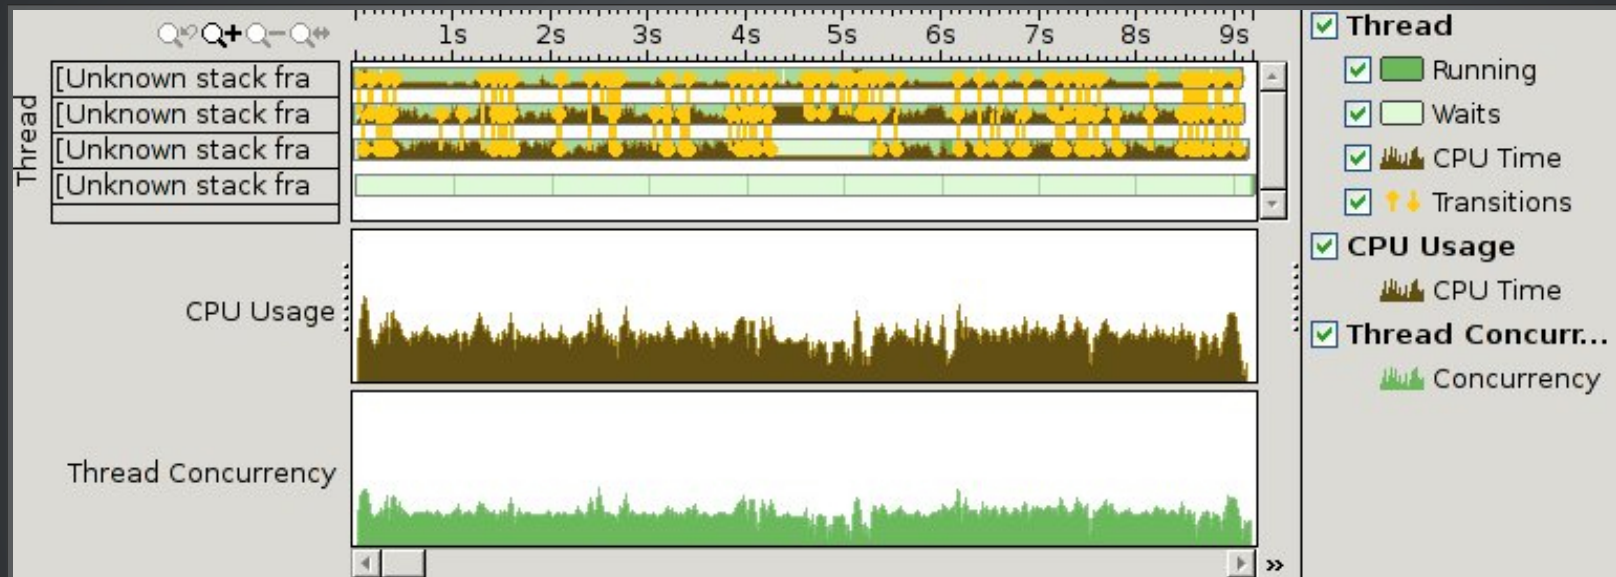 1s 2s 3s 4s 5s 6s 7s 8s 9s
Thread
[Unknown stack fra
[Unknown stack fra
[Unknown stack fra
[Unknown stack fra
CPU Usage
Thread Concurrency
»
Thread
Running
Waits
CPU Time
Transitions
CPU Usage
CPU Time
Thread Concurr...
Concurrency